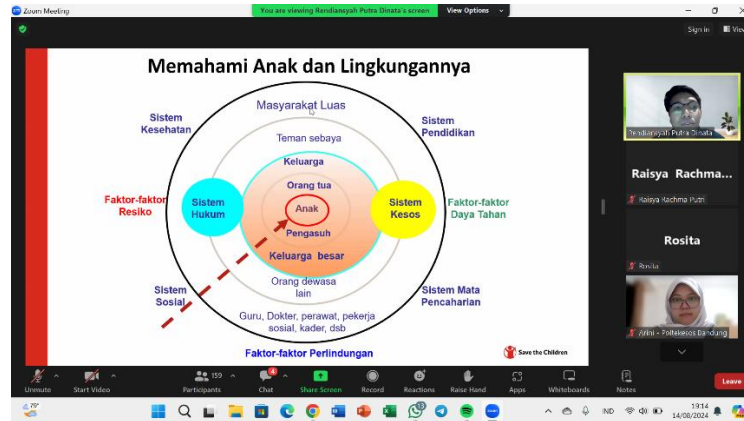 Zoom Meeting
You are viewing Rendiansyah Putra Dinata's screen
View Options
Sign in
View
Memahami Anak dan Lingkungannya
Masyarakat Luas
Sistem
Kesehatan
Sistem
Pendidikan
Teman sebaya
Keluarga
Orang tua
Faktor-faktor
Resiko
Sistem
Hukum
Anak
Sistem
Kesos
Faktor-faktor
Daya Tahan
Pengasuh
Keluarga besar
Orang dewasa
lain
Sistem
Sosial
Sistem Mata
Pencaharian
Guru, Dokter, perawat, pekerja
sosial, kader, dsb
Faktor-faktor Perlindungan
Save the Children
Rendiansyah Putra Dinata
Raisya Rachma...
Raisya Rachma Putri
Rosita
Rosita
Arini - Poltekesos Bandung
Unmute
Start Video
159
Participants
Chat
Share Screen
Record
Reactions
Raise Hand
Apps
Whiteboards
Notes
Leave
79°
IND
19:14
14/08/2024